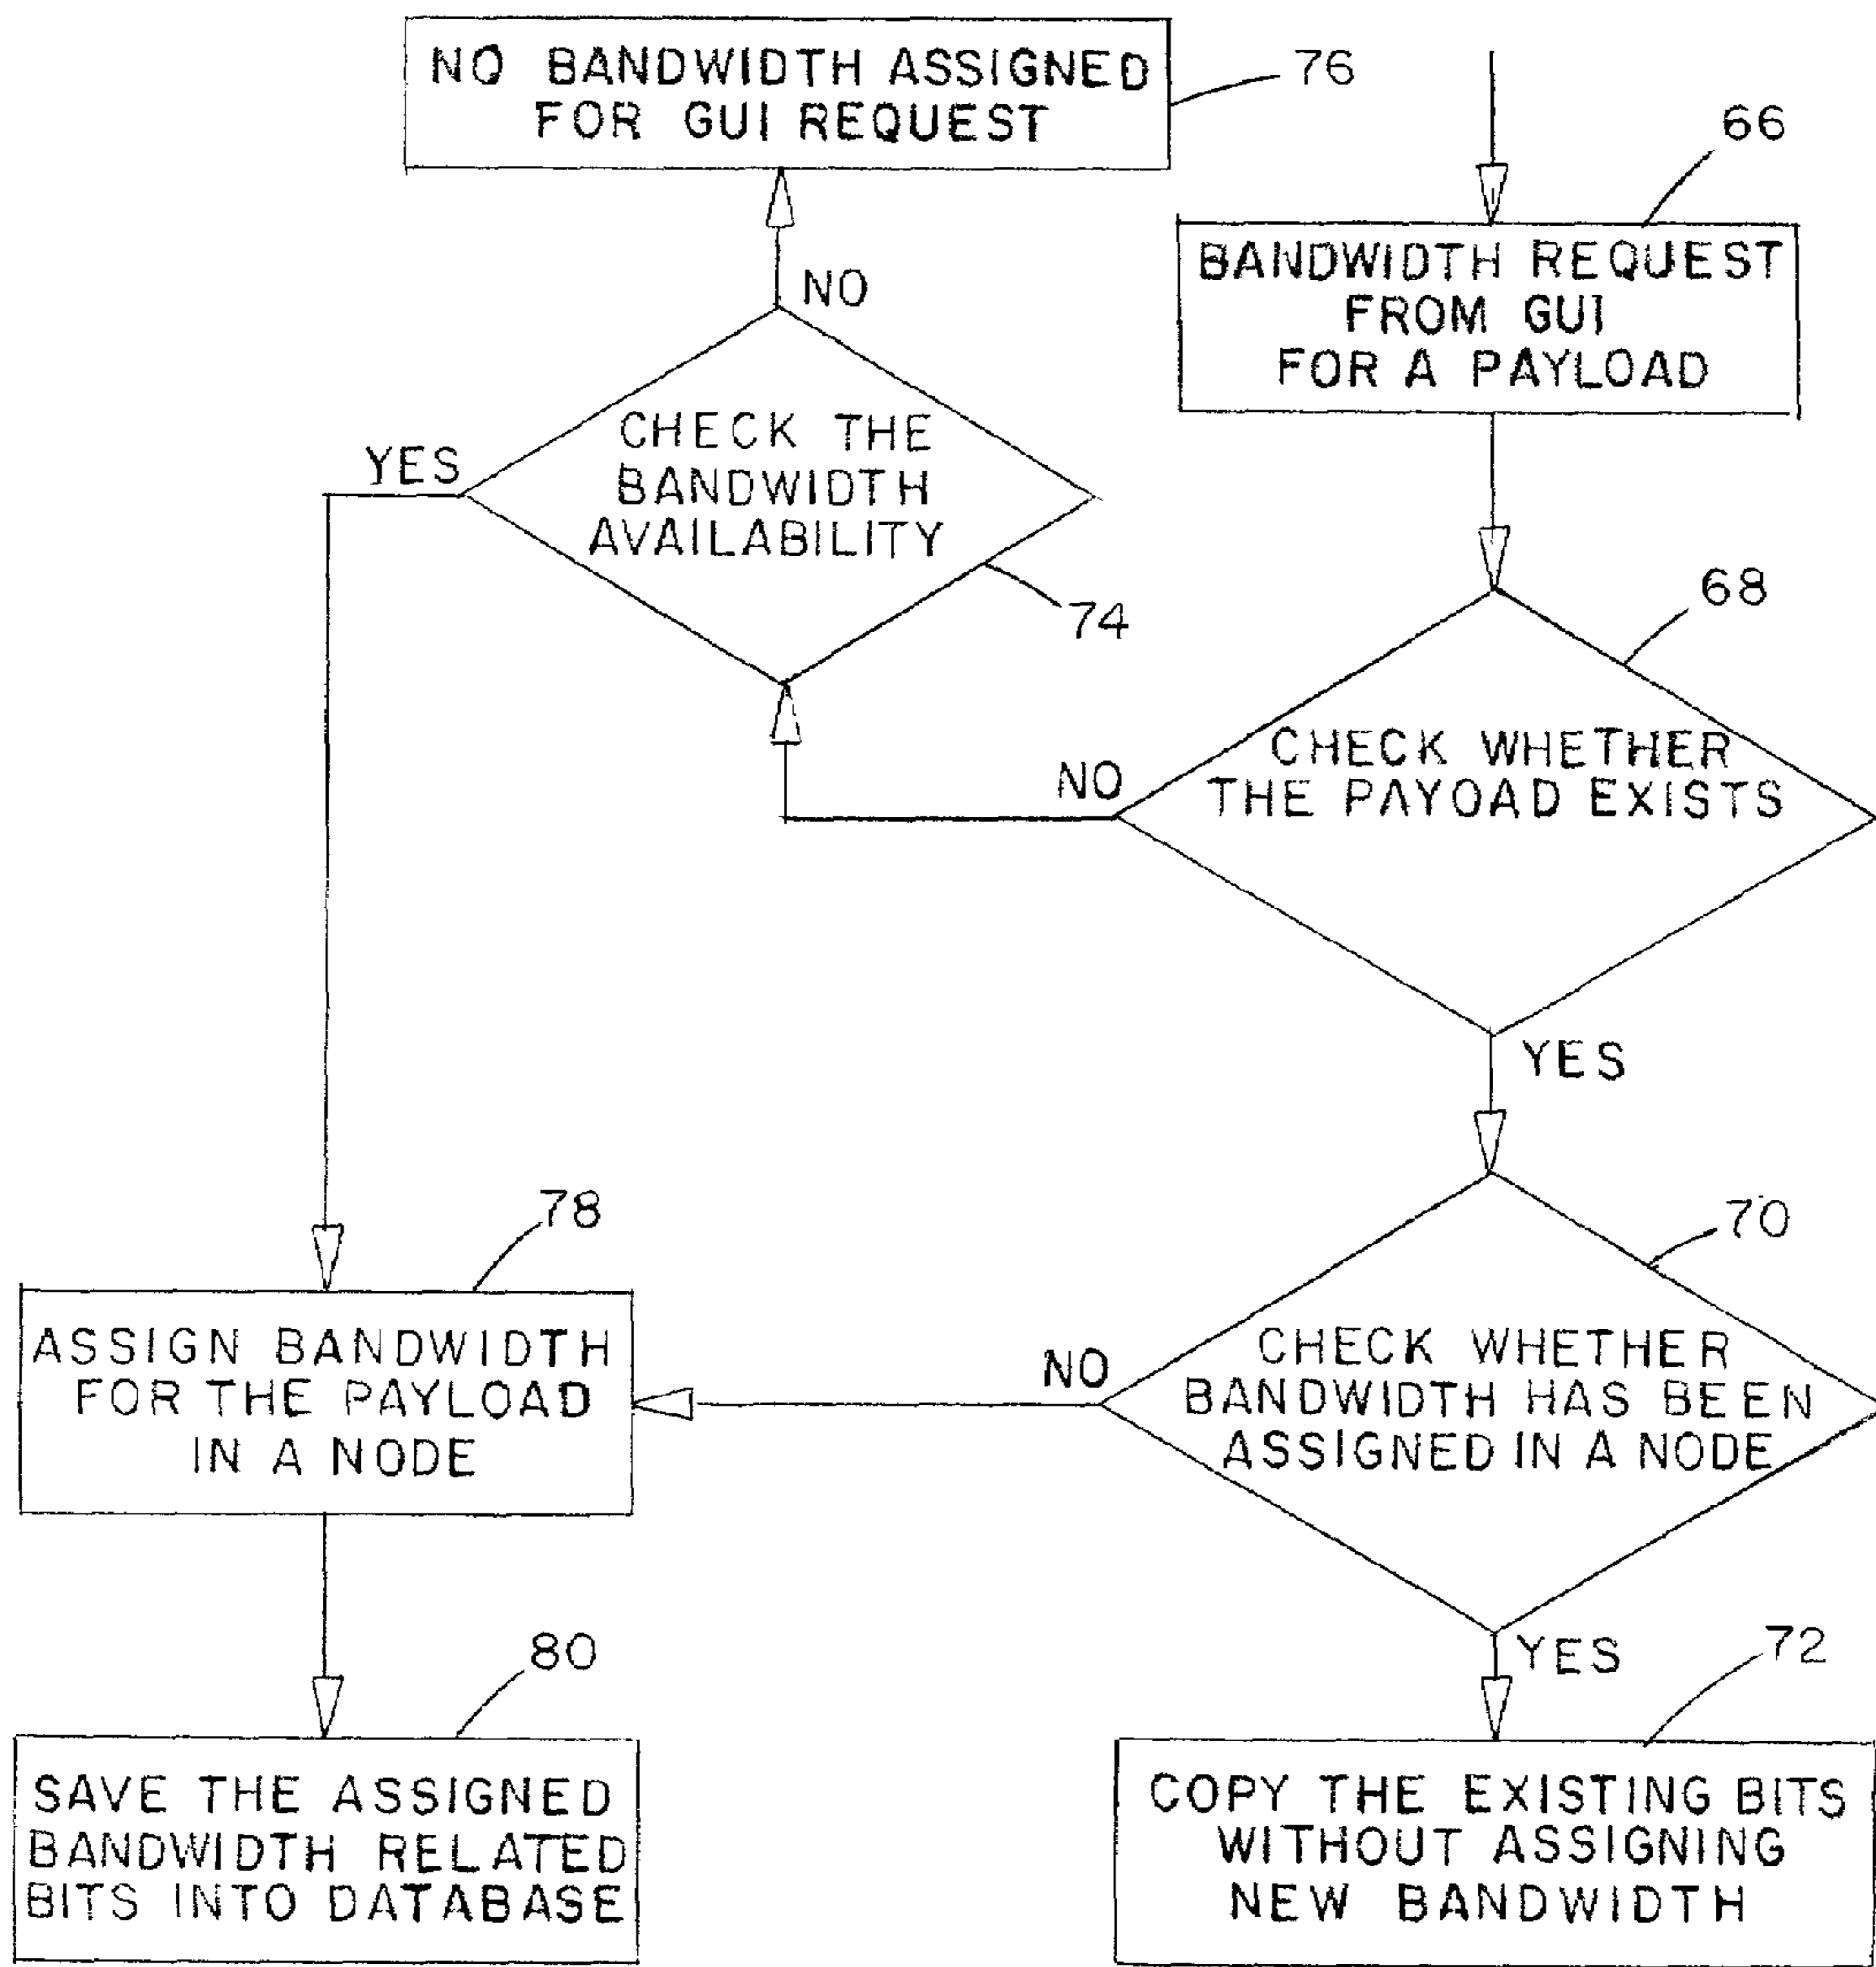 NO BANDWIDTH ASSIGNED
FOR GUI REQUEST
76
66
BANDWIDTH REQUEST
FROM GUI
FOR A PAYLOAD
NO
CHECK THE
BANDWIDTH
AVAILABILITY
YES
74
68
CHECK WHETHER
THE PAYOAD EXISTS
NO
YES
78
70
ASSIGN BANDWIDTH
FOR THE PAYLOAD
IN A NODE
NO
CHECK WHETHER
BANDWIDTH HAS BEEN
ASSIGNED IN A NODE
YES
80
72
SAVE THE ASSIGNED
BANDWIDTH RELATED
BITS INTO DATABASE
COPY THE EXISTING BITS
WITHOUT ASSIGNING
NEW BANDWIDTH